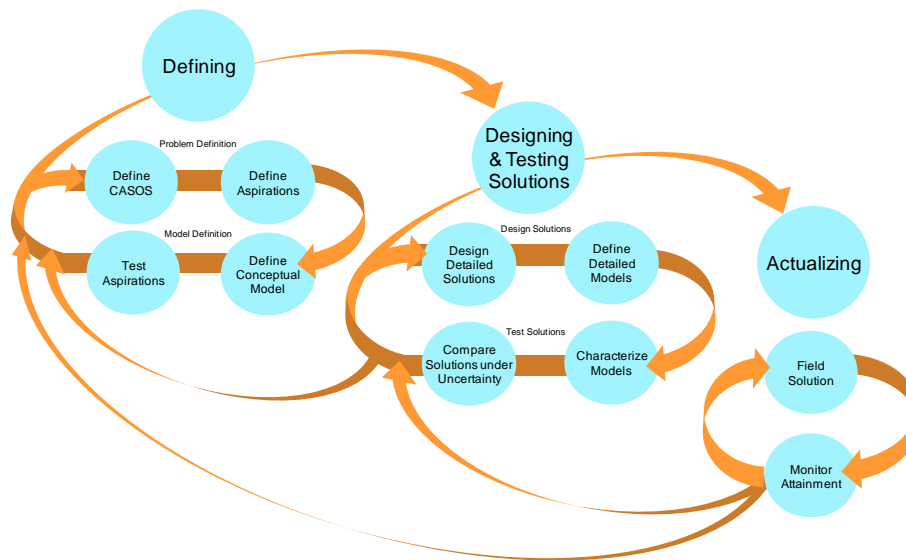 Defining
Problem Definition
Define
CASOS
Define
Aspirations
Model Definition
Test
Aspirations
Define
Conceptual
Model
Designing
& Testing
Solutions
Design Solutions
Design
Detailed
Solutions
Define
Detailed
Models
Test Solutions
Compare
Solutions under
Uncertainty
Characterize
Models
Actualizing
Field
Solution
Monitor
Attainment